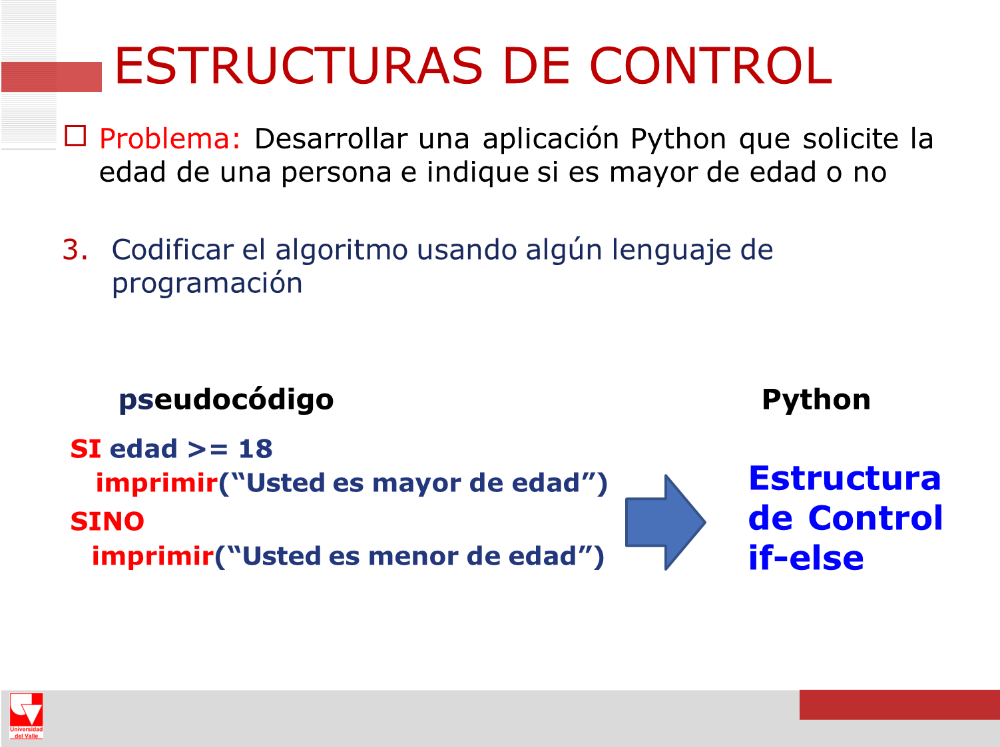 ESTRUCTURAS DE CONTROL
Problema: Desarrollar una aplicación Python que solicite la
edad de una persona e indique si es mayor de edad o no
3. Codificar el algoritmo usando algún lenguaje de
programación
pseudocódigo
SI edad >= 18
imprimir(“Usted es mayor de edad”)
SINO
imprimir(“Usted es menor de edad”)
Python
Estructura
de Control
if-else
Universidad
del Valle